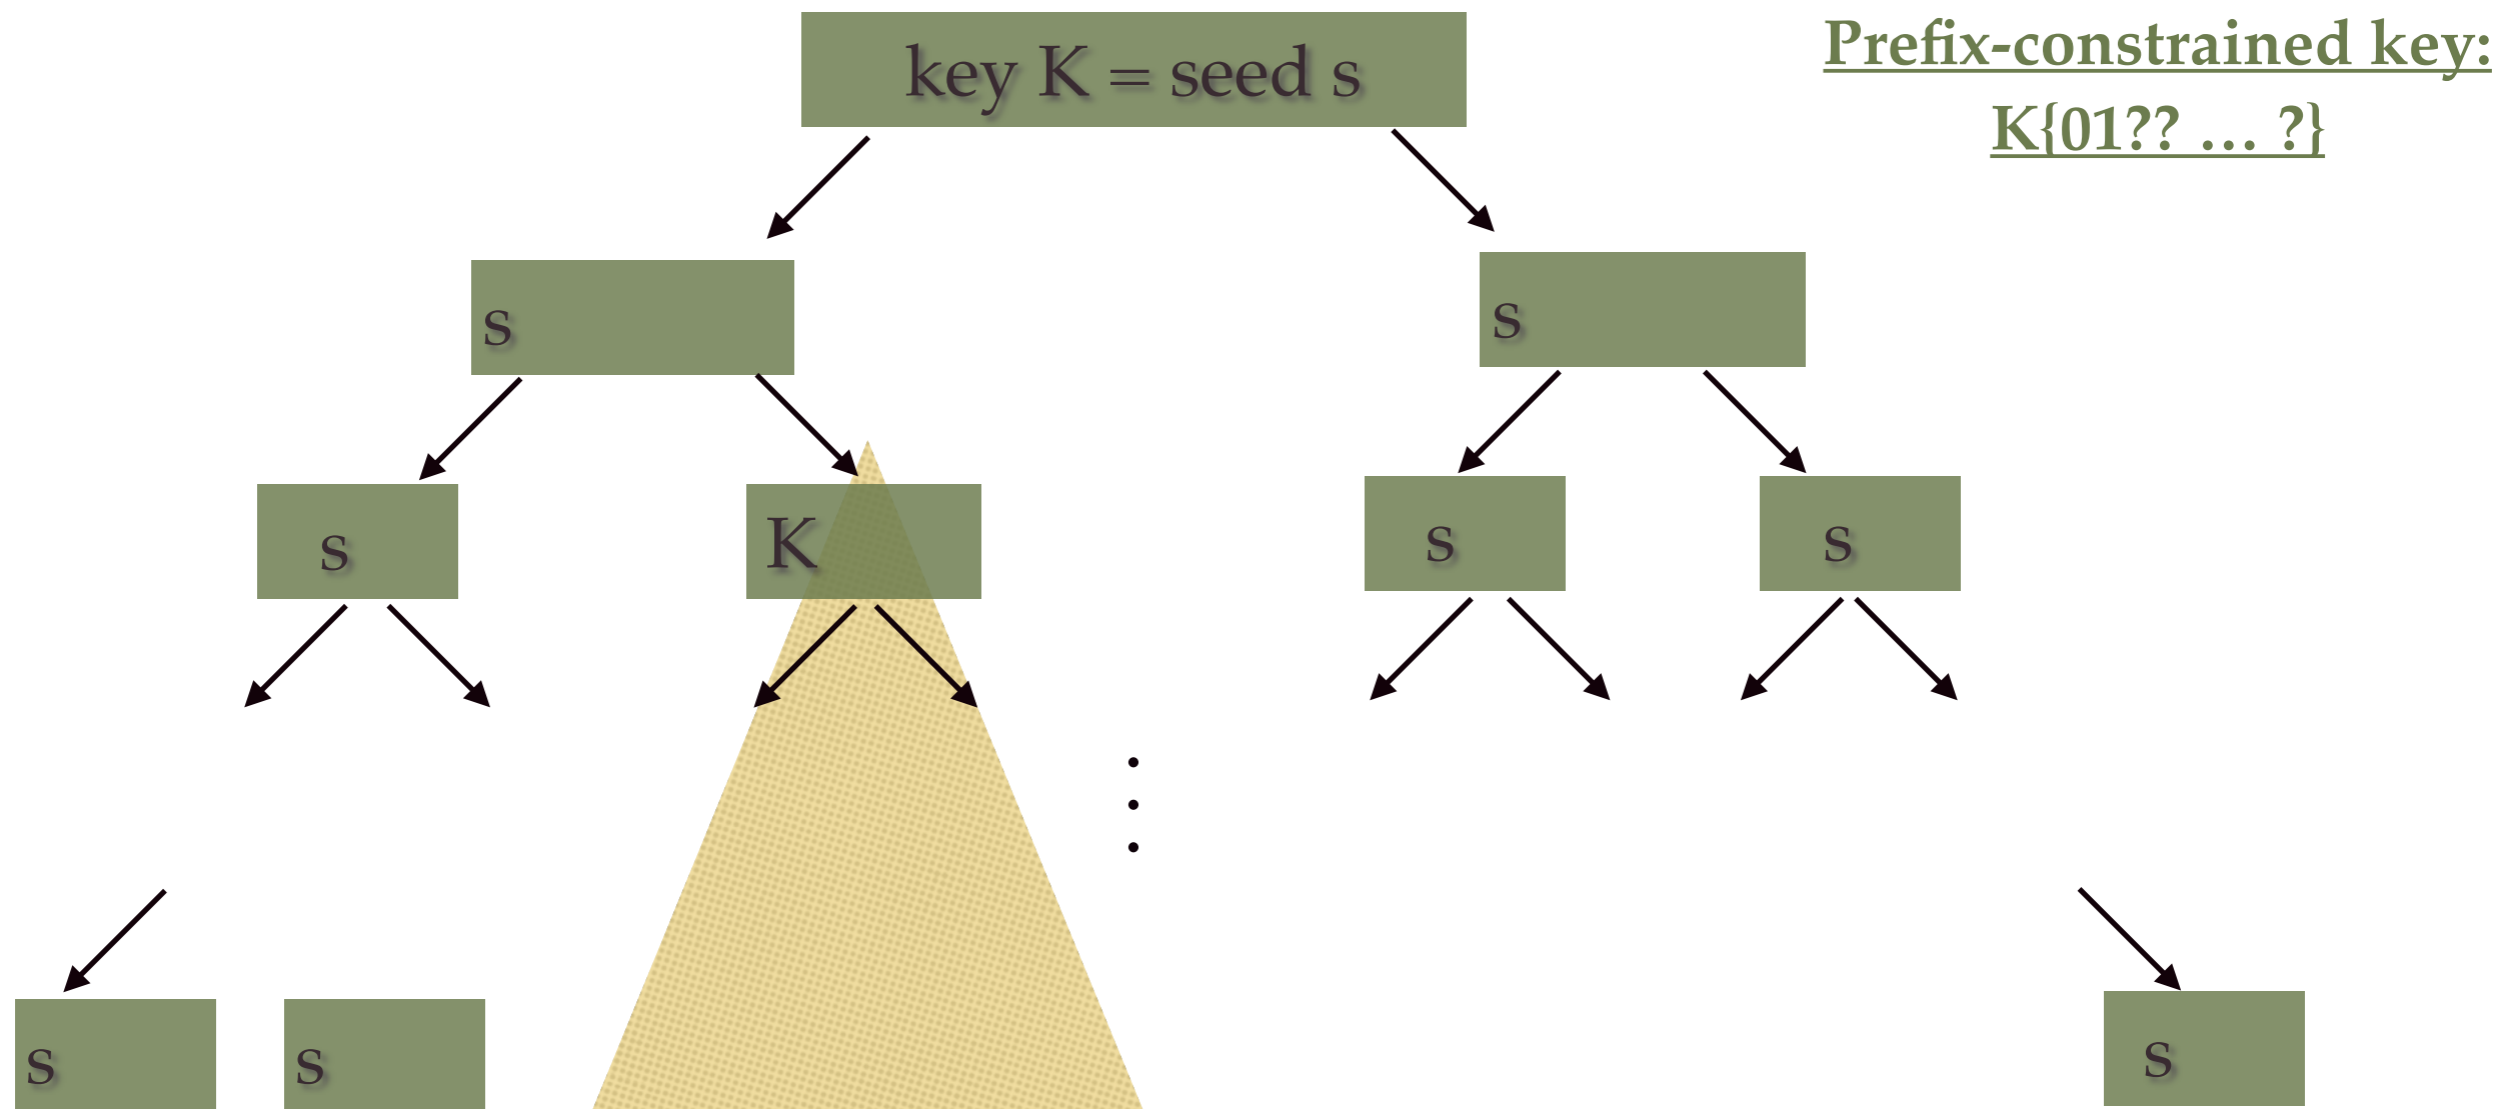 key K = seed s
Prefix-constrained key:
K{01?? … ?}
s
s
s
K
s
s
s
s
s